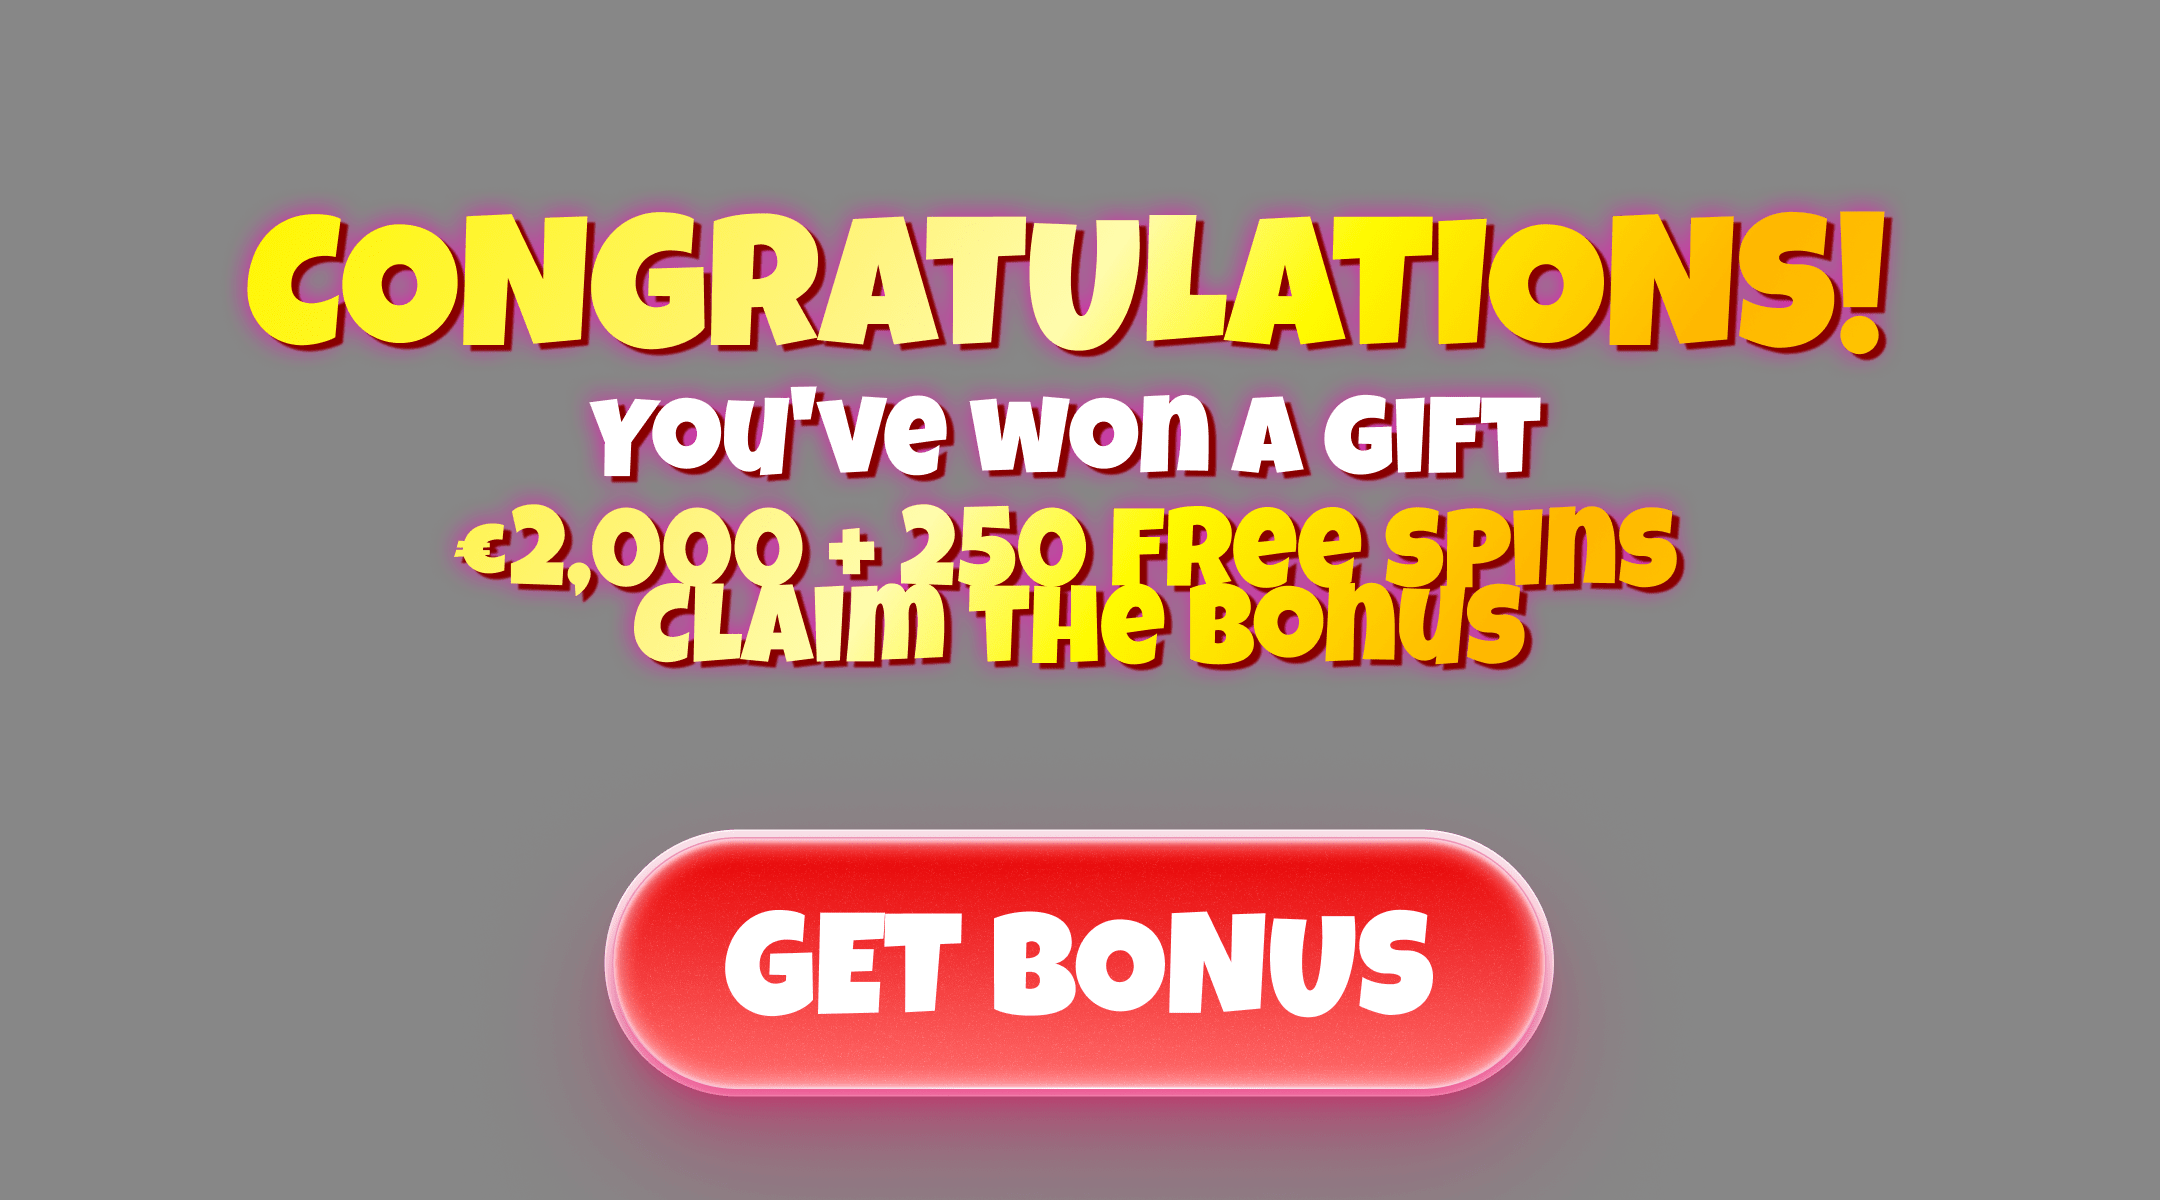 CONGRATULATIONS!
You've won a gift
€2,000 + 250 Free Spins
Claim the Bonus
GET BONUS